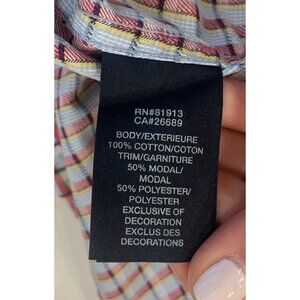 RN#81913
CA#26689
BODY/EXTERIEURE
100% COTTON/COTON
TRIM/GARNITURE
50% MODAL/
MODAL
50% POLYESTER/
POLYESTER
EXCLUSIVE OF
DECORATION
EXCLUS DES
DECORATIONS